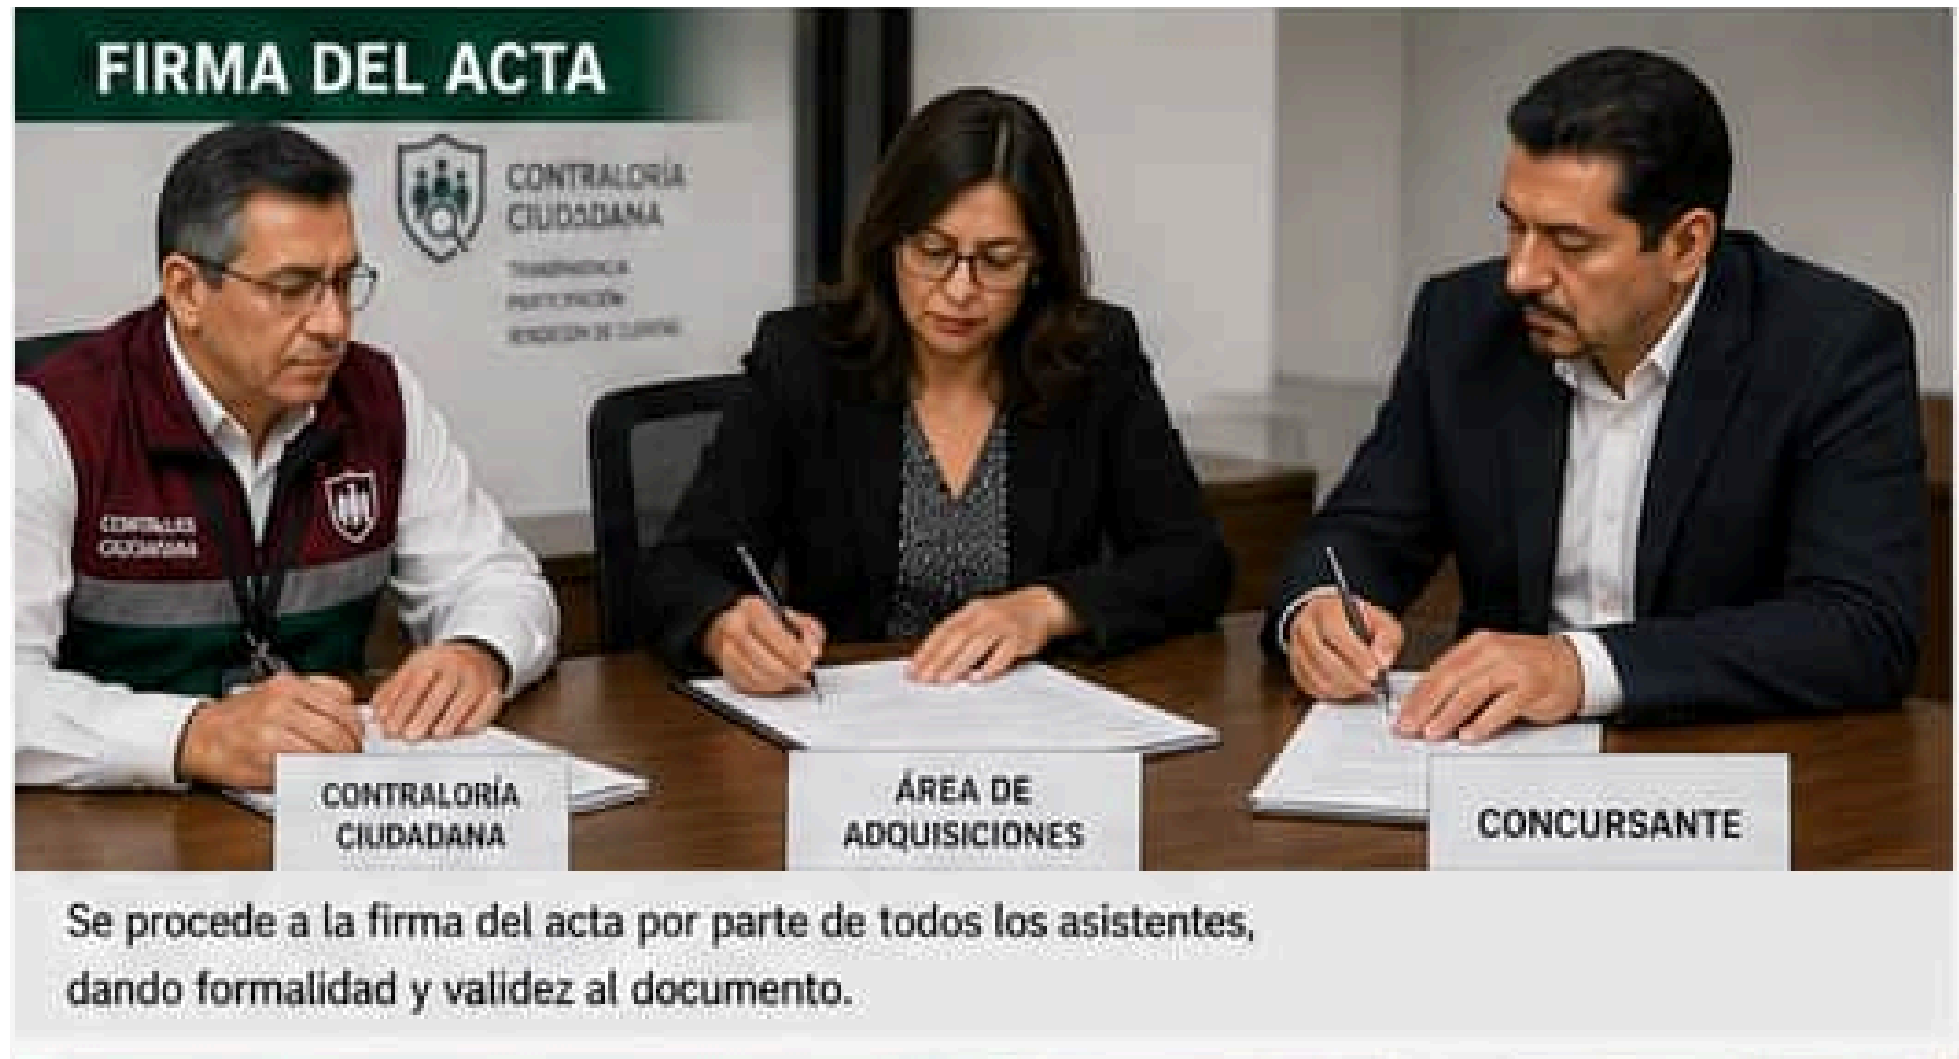 FIRMA DEL ACTA
CONTRALORÍA
CIUDADANA
CONTRALORÍA
CIUDADANA
ÁREA DE
ADQUISICIONES
CONCURSANTE
Se procede a la firma del acta por parte de todos los asistentes,
dando formalidad y validez al documento.